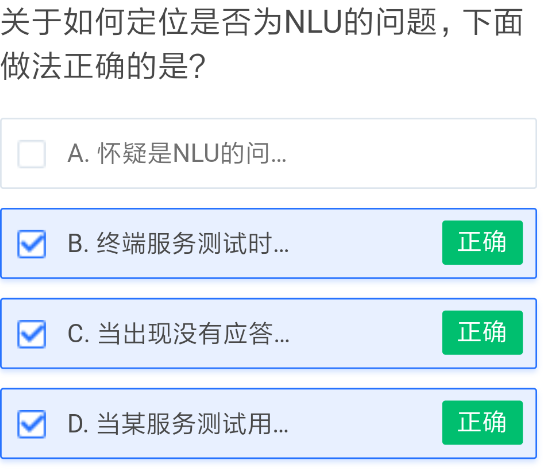 关于如何定位是否为NLU的问题，下面
做法正确的是?
A. 怀疑是NLU的问...
B. 终端服务测试时...
正确
C. 当出现没有应答...
正确
D. 当某服务测试用...
正确